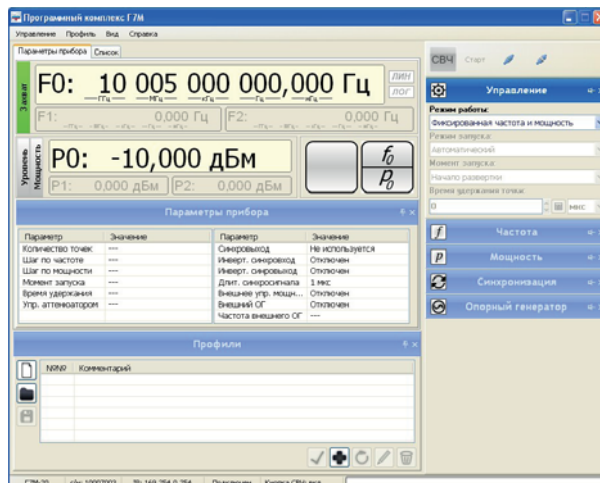 Программный комплекс Г7М
Управление Профиль Вид Справка
Параметры прибора Список
Захват
F0: 10 005 000 000,000 Гц
ГГц МГц кГц Гц мГц
ЛИН
ЛОГ
F1: 0,000 Гц F2: 0,000 Гц
Уровень
Мощность
P0: -10,000 дБм
P1: 0,000 дБм P2: 0,000 дБм
f0
P0
Параметры прибора
Параметр Значение Параметр Значение
Количество точек --- Синхровыход Не используется
Шаг по частоте --- Инверт. синхровход Отключен
Шаг по мощности --- Инверт. синхровыход Отключен
Момент запуска --- Длит. синхросигнала 1 мкс
Время удержания --- Внешнее упр. мощн... Отключен
Упр. аттенюатором --- Внешний ОГ Отключен
Частота внешнего ОГ ---
Профили
№№ Комментарий
СВЧ Старт
Управление
Режим работы:
Фиксированная частота и мощность
Режим запуска:
Автоматический
Момент запуска:
Начало развертки
Время удержания точки:
0 мкс
f Частота
P Мощность
Синхронизация
Опорный генератор